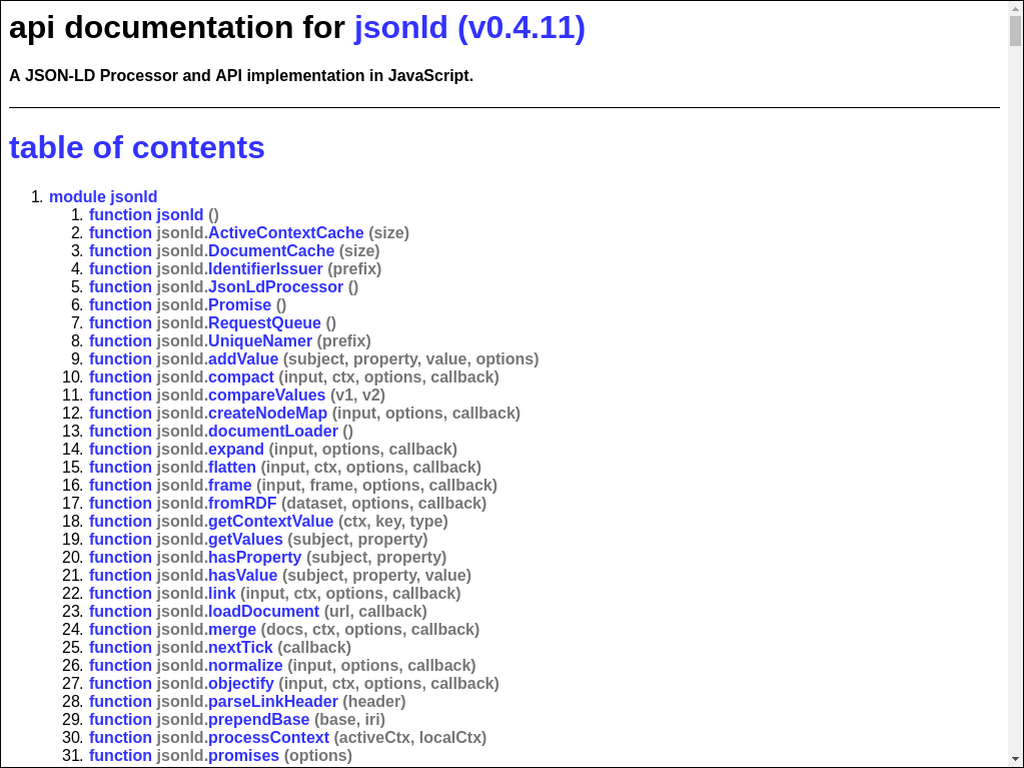 api documentation for jsonld (v0.4.11)
A JSON-LD Processor and API implementation in JavaScript.
table of contents
1. module jsonld
1. function jsonld ()
2. function jsonld.ActiveContextCache (size)
3. function jsonld.DocumentCache (size)
4. function jsonld.IdentifierIssuer (prefix)
5. function jsonld.JsonLdProcessor ()
6. function jsonld.Promise ()
7. function jsonld.RequestQueue ()
8. function jsonld.UniqueNamer (prefix)
9. function jsonld.addValue (subject, property, value, options)
10. function jsonld.compact (input, ctx, options, callback)
11. function jsonld.compareValues (v1, v2)
12. function jsonld.createNodeMap (input, options, callback)
13. function jsonld.documentLoader ()
14. function jsonld.expand (input, options, callback)
15. function jsonld.flatten (input, ctx, options, callback)
16. function jsonld.frame (input, frame, options, callback)
17. function jsonld.fromRDF (dataset, options, callback)
18. function jsonld.getContextValue (ctx, key, type)
19. function jsonld.getValues (subject, property)
20. function jsonld.hasProperty (subject, property)
21. function jsonld.hasValue (subject, property, value)
22. function jsonld.link (input, ctx, options, callback)
23. function jsonld.loadDocument (url, callback)
24. function jsonld.merge (docs, ctx, options, callback)
25. function jsonld.nextTick (callback)
26. function jsonld.normalize (input, options, callback)
27. function jsonld.objectify (input, ctx, options, callback)
28. function jsonld.parseLinkHeader (header)
29. function jsonld.prependBase (base, iri)
30. function jsonld.processContext (activeCtx, localCtx)
31. function jsonld.promises (options)